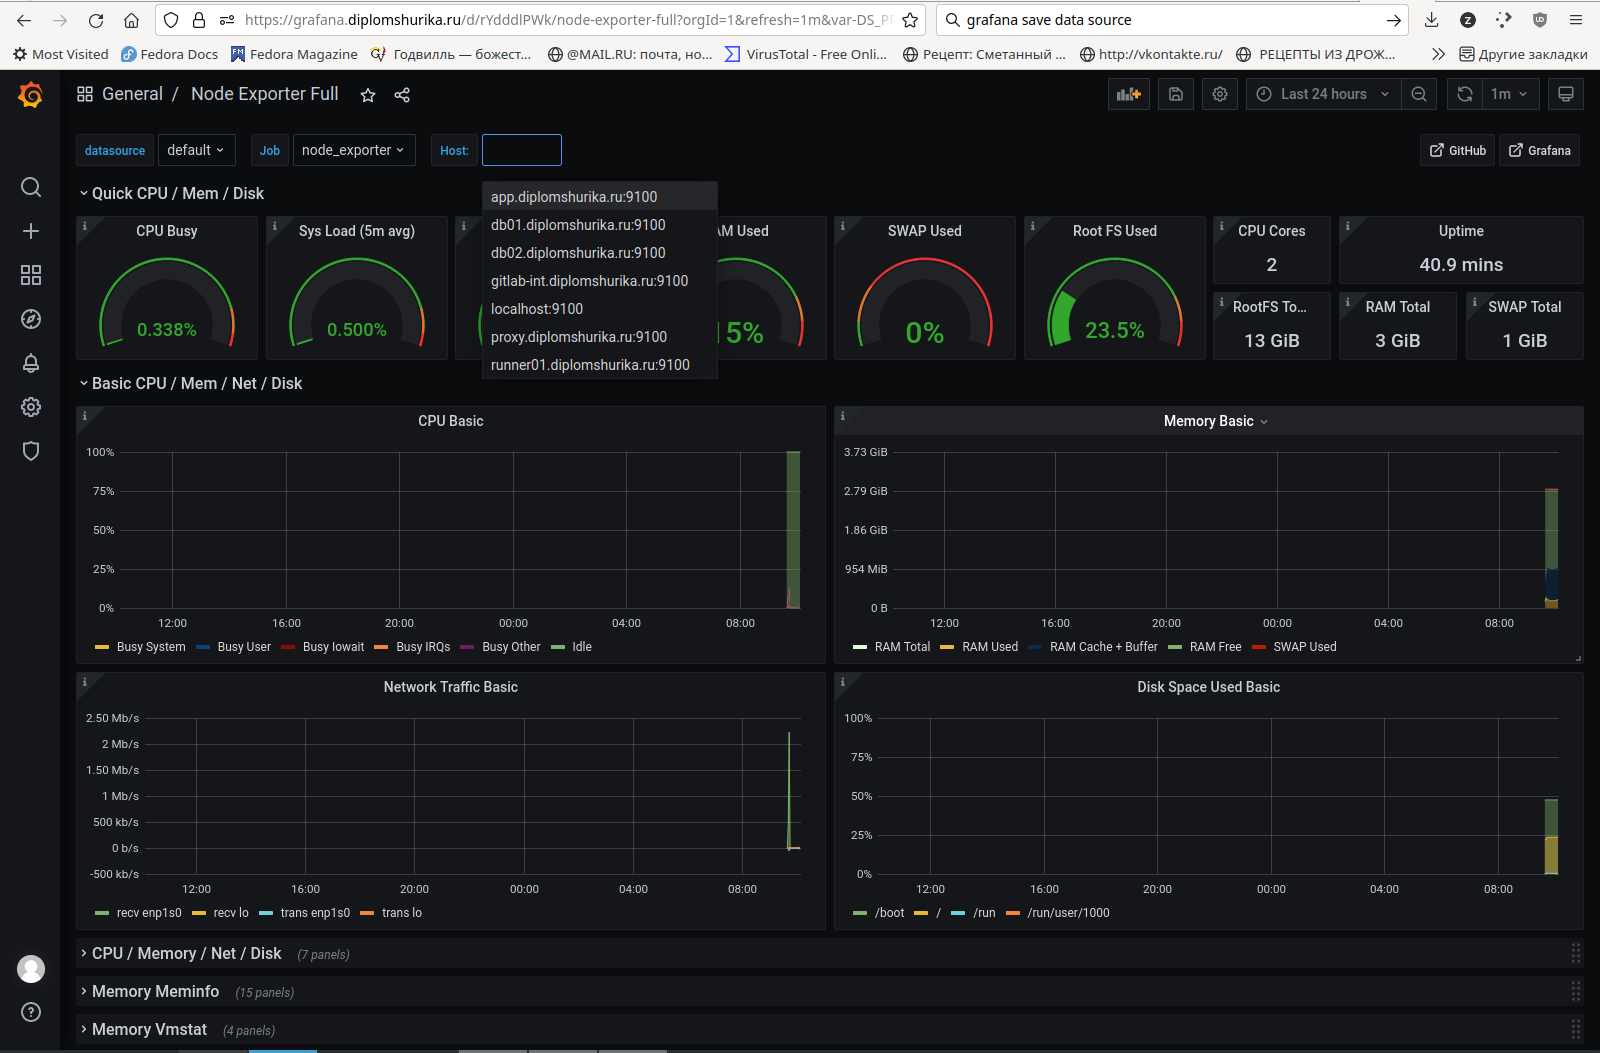 https://grafana.diplomshurika.ru/d/rYdddlPWk/node-exporter-full?orgId=1&refresh=1m&var-DS_P
grafana save data source
Most Visited Fedora Docs Fedora Magazine Годвилль — божест... @MAIL.RU: почта, но... VirusTotal - Free Onli... Рецепт: Сметанный ... http://vkontakte.ru/ РЕЦЕПТЫ ИЗ ДРОЖ... Другие закладки
General / Node Exporter Full
Last 24 hours
1m
datasource default Job node_exporter Host:
GitHub Grafana
Quick CPU / Mem / Disk
app.diplomshurika.ru:9100
db01.diplomshurika.ru:9100
db02.diplomshurika.ru:9100
gitlab-int.diplomshurika.ru:9100
localhost:9100
proxy.diplomshurika.ru:9100
runner01.diplomshurika.ru:9100
CPU Busy
0.338%
Sys Load (5m avg)
0.500%
AM Used
15%
SWAP Used
0%
Root FS Used
23.5%
CPU Cores
2
Uptime
40.9 mins
RootFS To...
13 GiB
RAM Total
3 GiB
SWAP Total
1 GiB
Basic CPU / Mem / Net / Disk
CPU Basic
100%
75%
50%
25%
0%
12:00 16:00 20:00 00:00 04:00 08:00
Busy System Busy User Busy Iowait Busy IRQs Busy Other Idle
Memory Basic
3.73 GiB
2.79 GiB
1.86 GiB
954 MiB
0 B
12:00 16:00 20:00 00:00 04:00 08:00
RAM Total RAM Used RAM Cache + Buffer RAM Free SWAP Used
Network Traffic Basic
2.50 Mb/s
2 Mb/s
1.50 Mb/s
1 Mb/s
500 kb/s
0 b/s
-500 kb/s
12:00 16:00 20:00 00:00 04:00 08:00
recv enp1s0 recv lo trans enp1s0 trans lo
Disk Space Used Basic
100%
75%
50%
25%
0%
12:00 16:00 20:00 00:00 04:00 08:00
/boot / /run /run/user/1000
CPU / Memory / Net / Disk (7 panels)
Memory Meminfo (15 panels)
Memory Vmstat (4 panels)